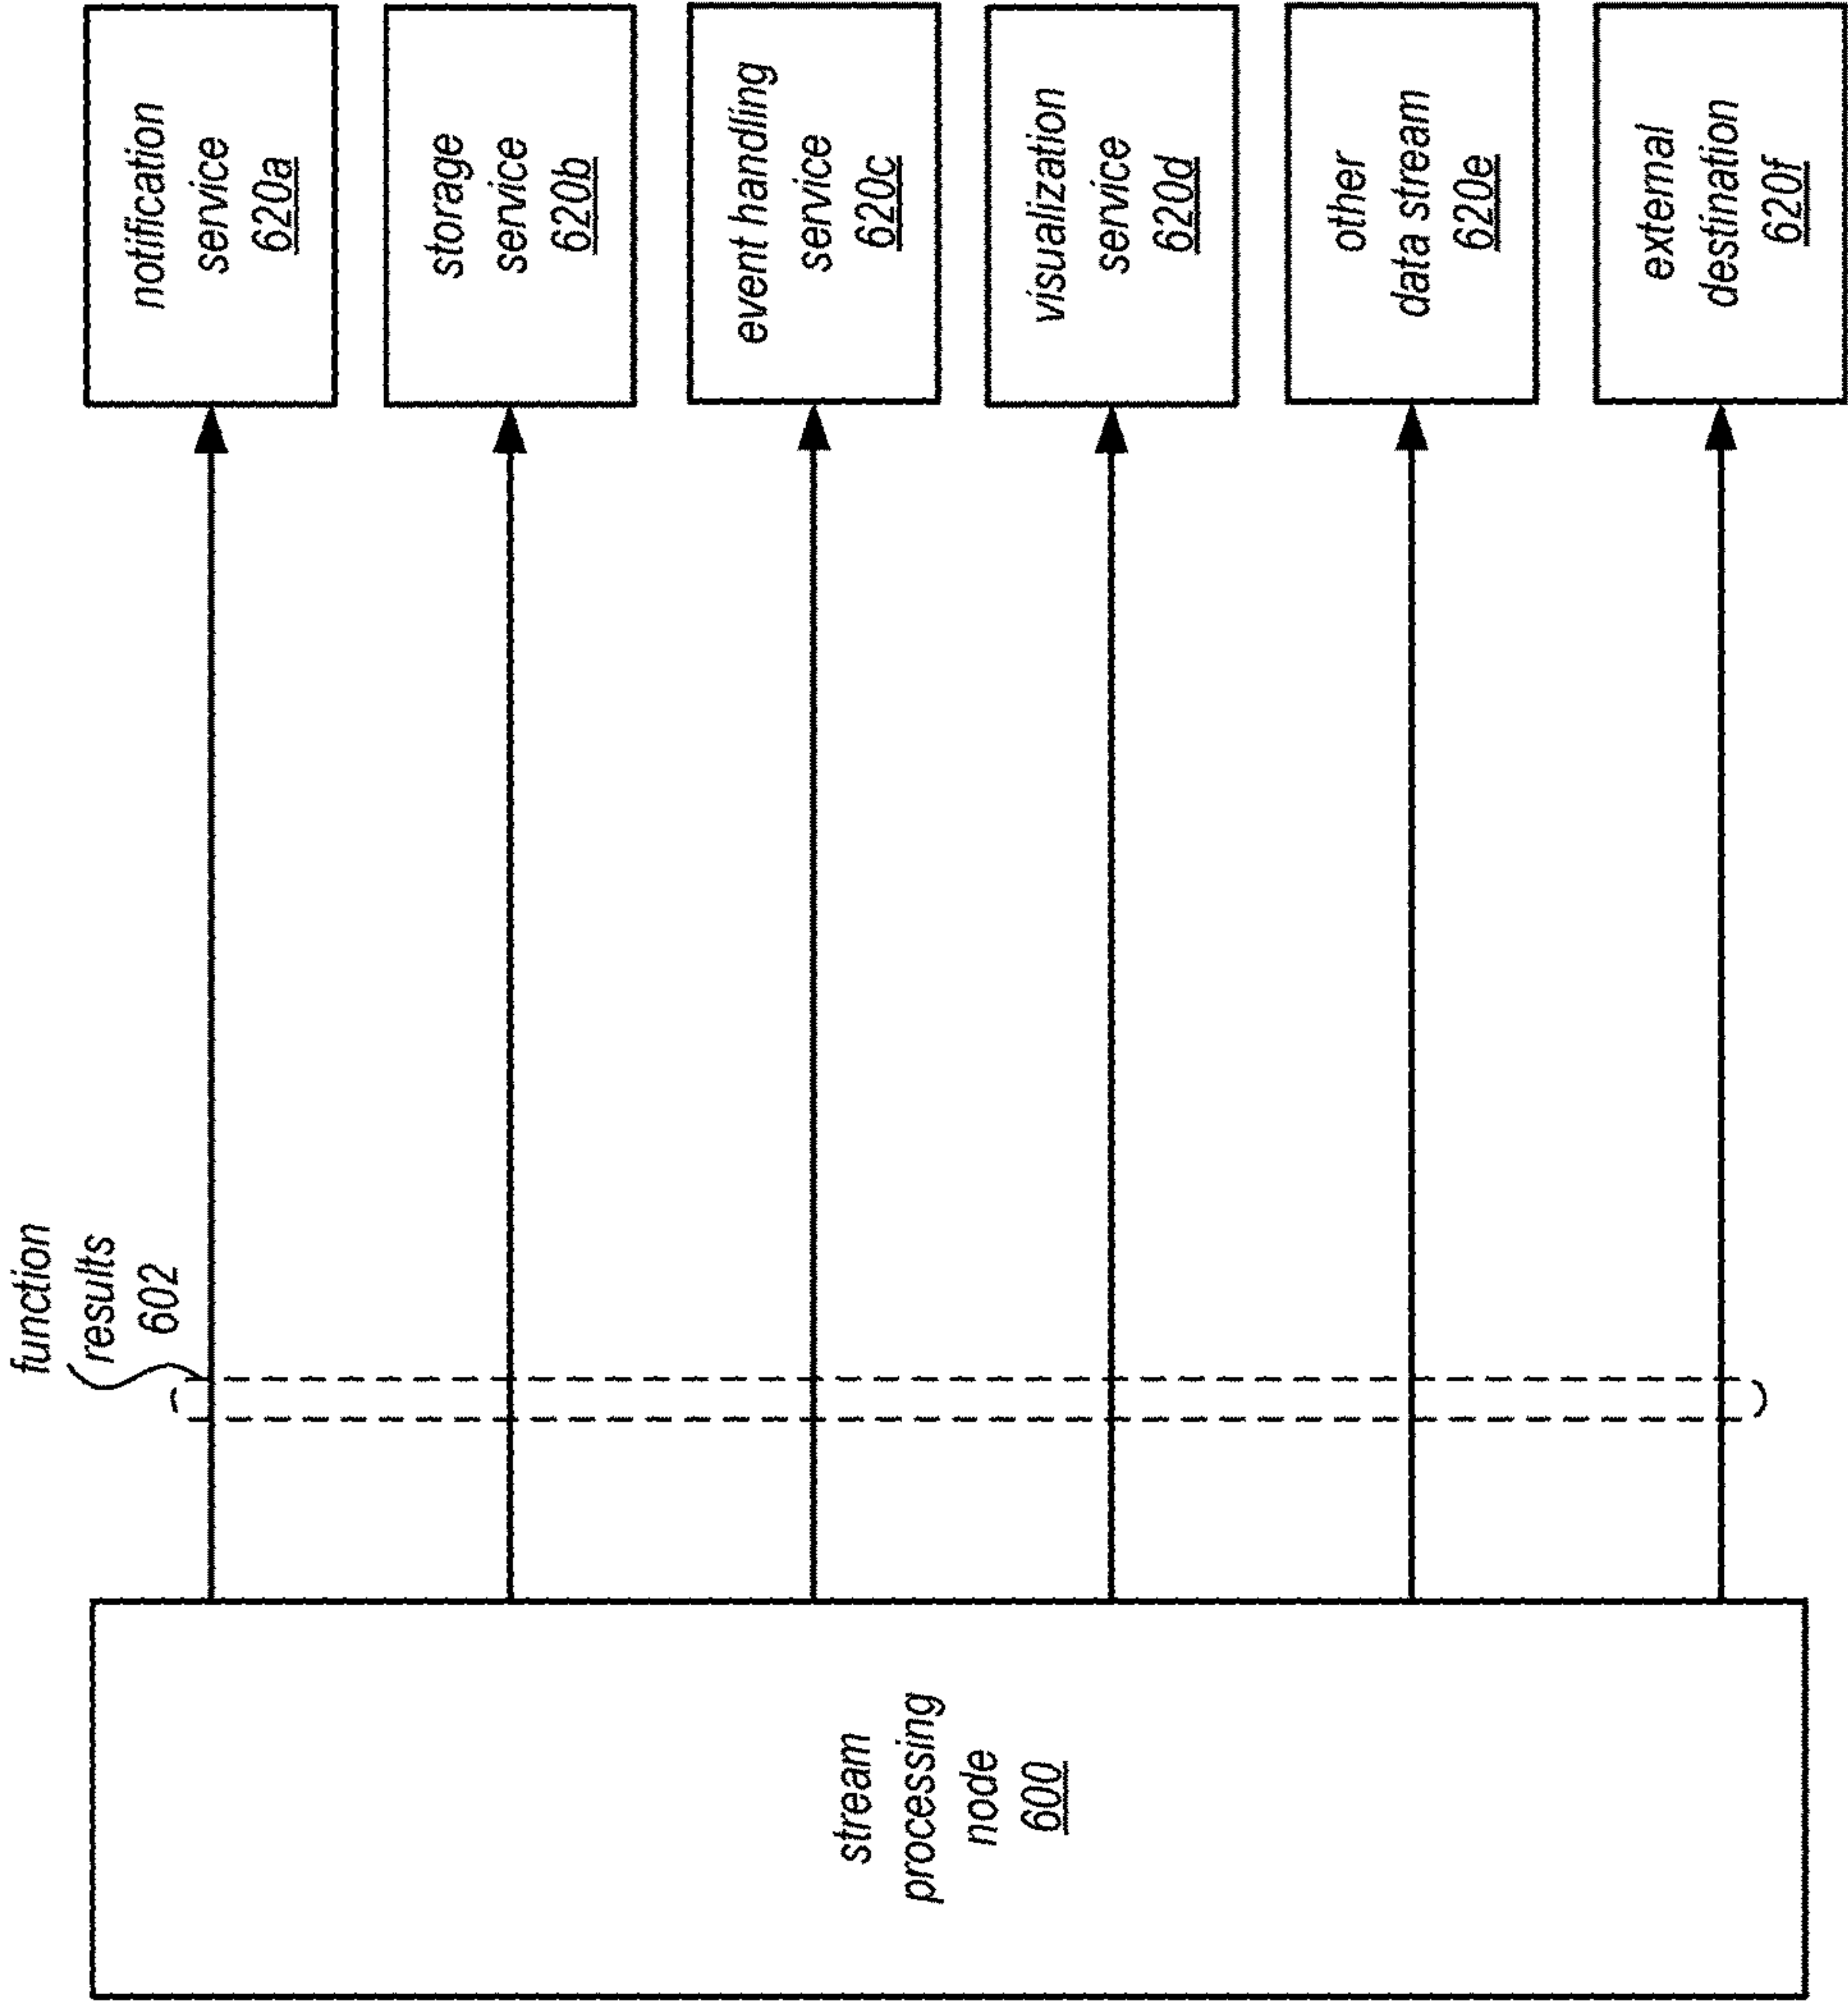 function
results
602
stream
processing
node
600
notification
service
620a
storage
service
620b
event handling
service
620c
visualization
service
620d
other
data stream
620e
external
destination
620f